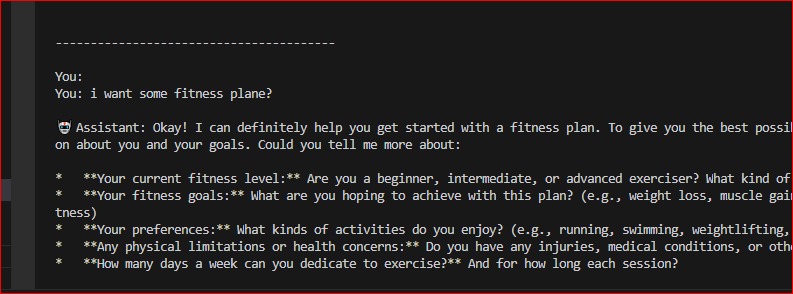 ----------------------------------------
You:
You: i want some fitness plane?
🤖 Assistant: Okay! I can definitely help you get started with a fitness plan. To give you the best possi
on about you and your goals. Could you tell me more about:
*   **Your current fitness level:** Are you a beginner, intermediate, or advanced exerciser? What kind of
*   **Your fitness goals:** What are you hoping to achieve with this plan? (e.g., weight loss, muscle gai
tness)
*   **Your preferences:** What kinds of activities do you enjoy? (e.g., running, swimming, weightlifting,
*   **Any physical limitations or health concerns:** Do you have any injuries, medical conditions, or oth
*   **How many days a week can you dedicate to exercise?** And for how long each session?